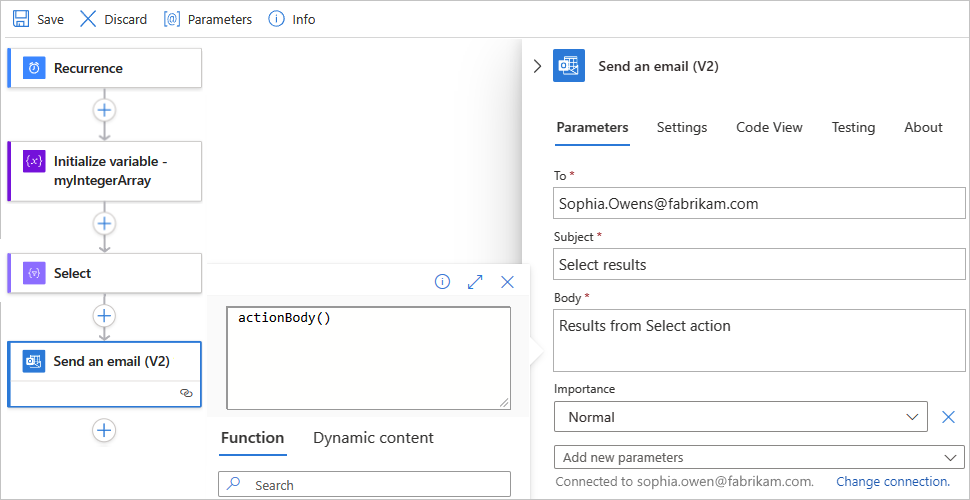 Save Discard Parameters Info
Recurrence
Initialize variable -
myIntegerArray
Select
Send an email (V2)
actionBody()
Function Dynamic content
Search
Send an email (V2)
Parameters Settings Code View Testing About
To *
Sophia.Owens@fabrikam.com
Subject *
Select results
Body *
Results from Select action
Importance
Normal
Add new parameters
Connected to sophia.owen@fabrikam.com. Change connection.